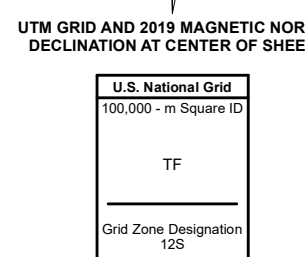 UTM GRID AND 2019 MAGNETIC NOR
DECLINATION AT CENTER OF SHEE
U.S. National Grid
100,000 - m Square ID
TF
Grid Zone Designation
12S